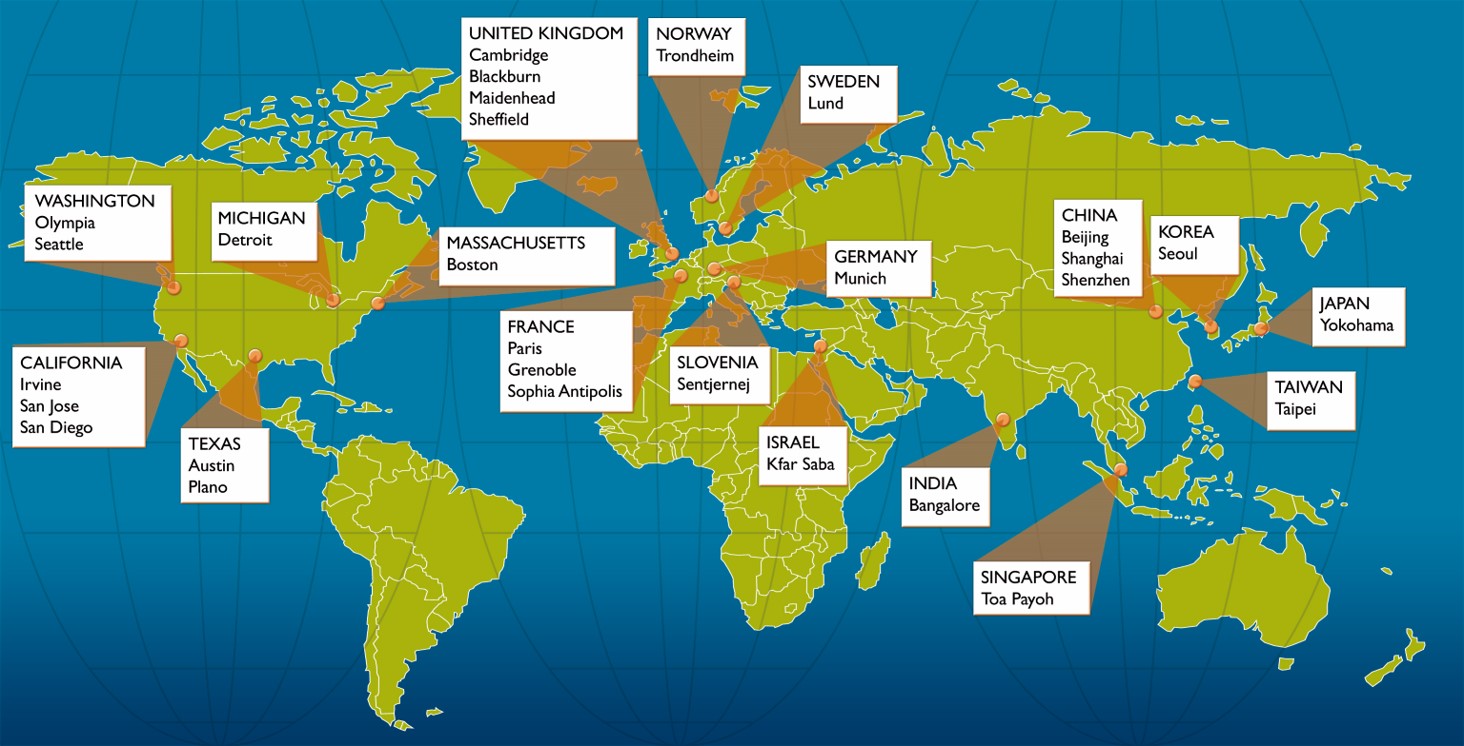 UNITED KINGDOM
Cambridge
Blackburn
Maidenhead
Sheffield
NORWAY
Trondheim
SWEDEN
Lund
WASHINGTON
Olympia
Seattle
MICHIGAN
Detroit
MASSACHUSETTS
Boston
GERMANY
Munich
CHINA
Beijing
Shanghai
Shenzhen
KOREA
Seoul
JAPAN
Yokohama
CALIFORNIA
Irvine
San Jose
San Diego
FRANCE
Paris
Grenoble
Sophia Antipolis
SLOVENIA
Sentjernej
TAIWAN
Taipei
TEXAS
Austin
Plano
ISRAEL
Kfar Saba
INDIA
Bangalore
SINGAPORE
Toa Payoh